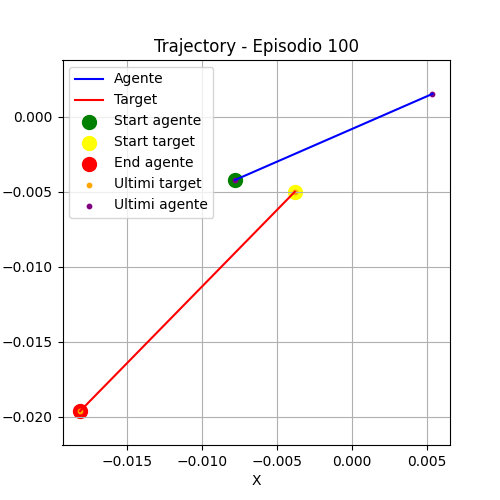 Trajectory - Episodio 100
Agente
Target
Start agente
Start target
End agente
Ultimi target
Ultimi agente
0.000
−0.005
−0.010
−0.015
−0.020
−0.015
−0.010
−0.005
0.000
0.005
X